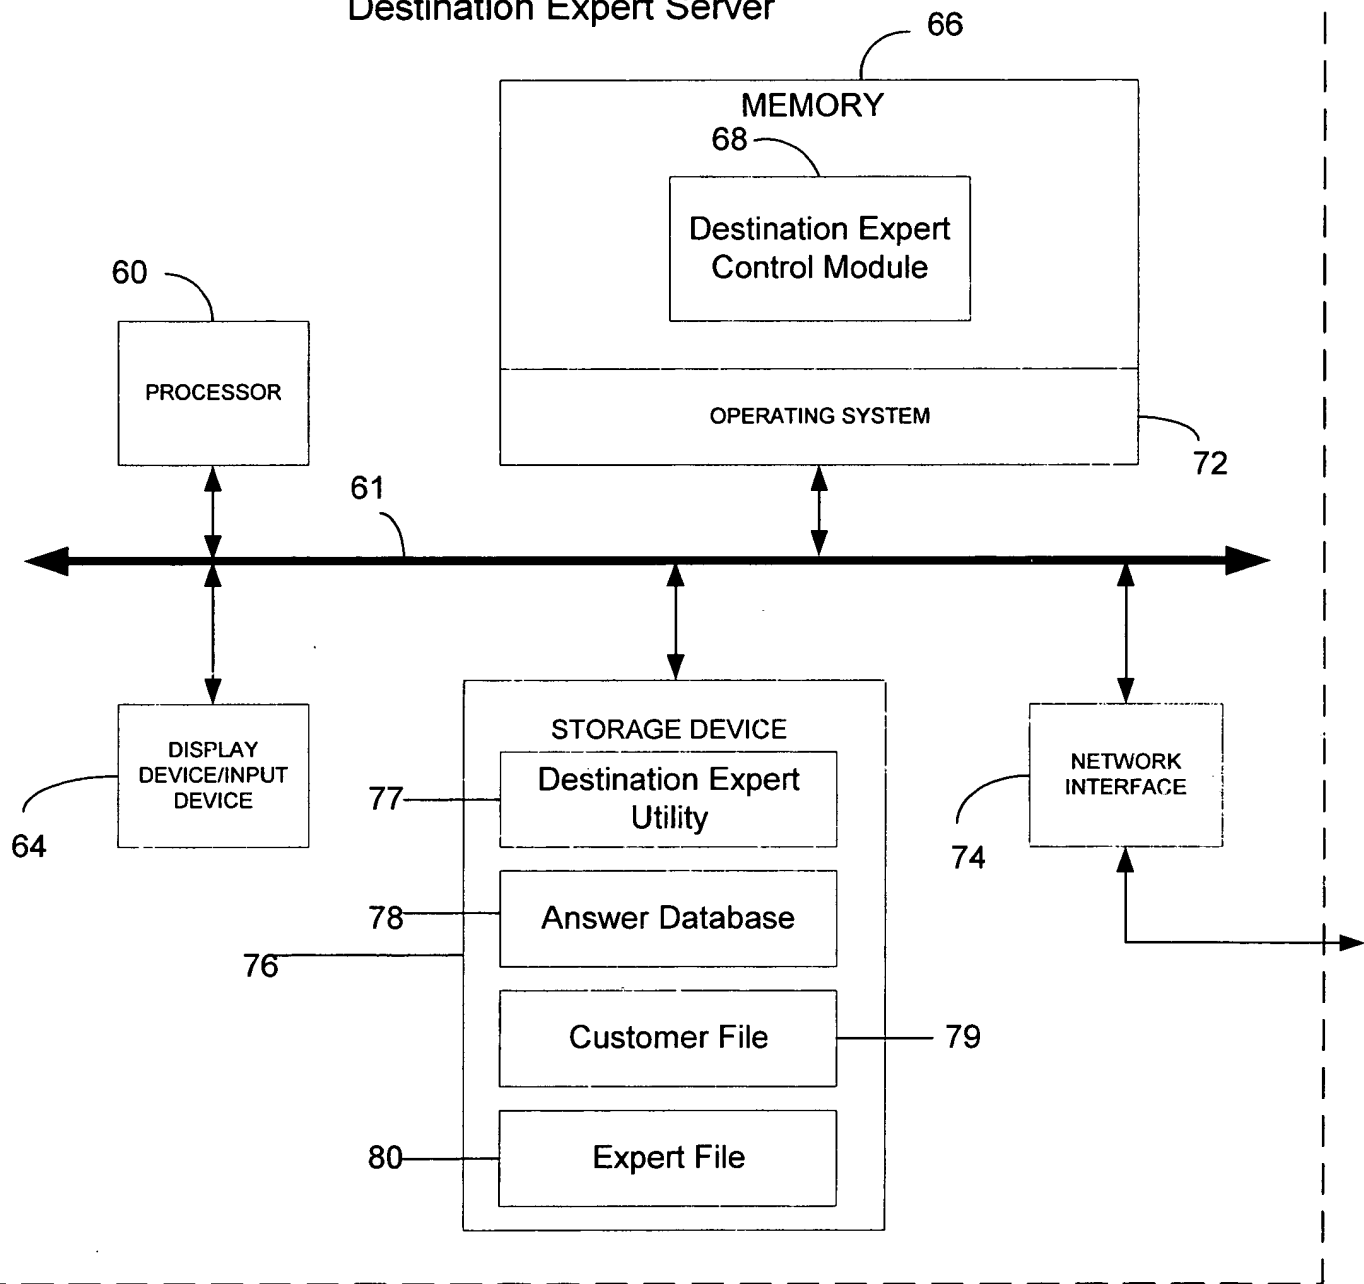 Destination Expert Server
66
MEMORY
68
Destination Expert
Control Module
60
PROCESSOR
OPERATING SYSTEM
72
61
STORAGE DEVICE
DISPLAY
DEVICE/INPUT
DEVICE
64
77
Destination Expert
Utility
NETWORK
INTERFACE
74
78
Answer Database
76
Customer File
79
80
Expert File